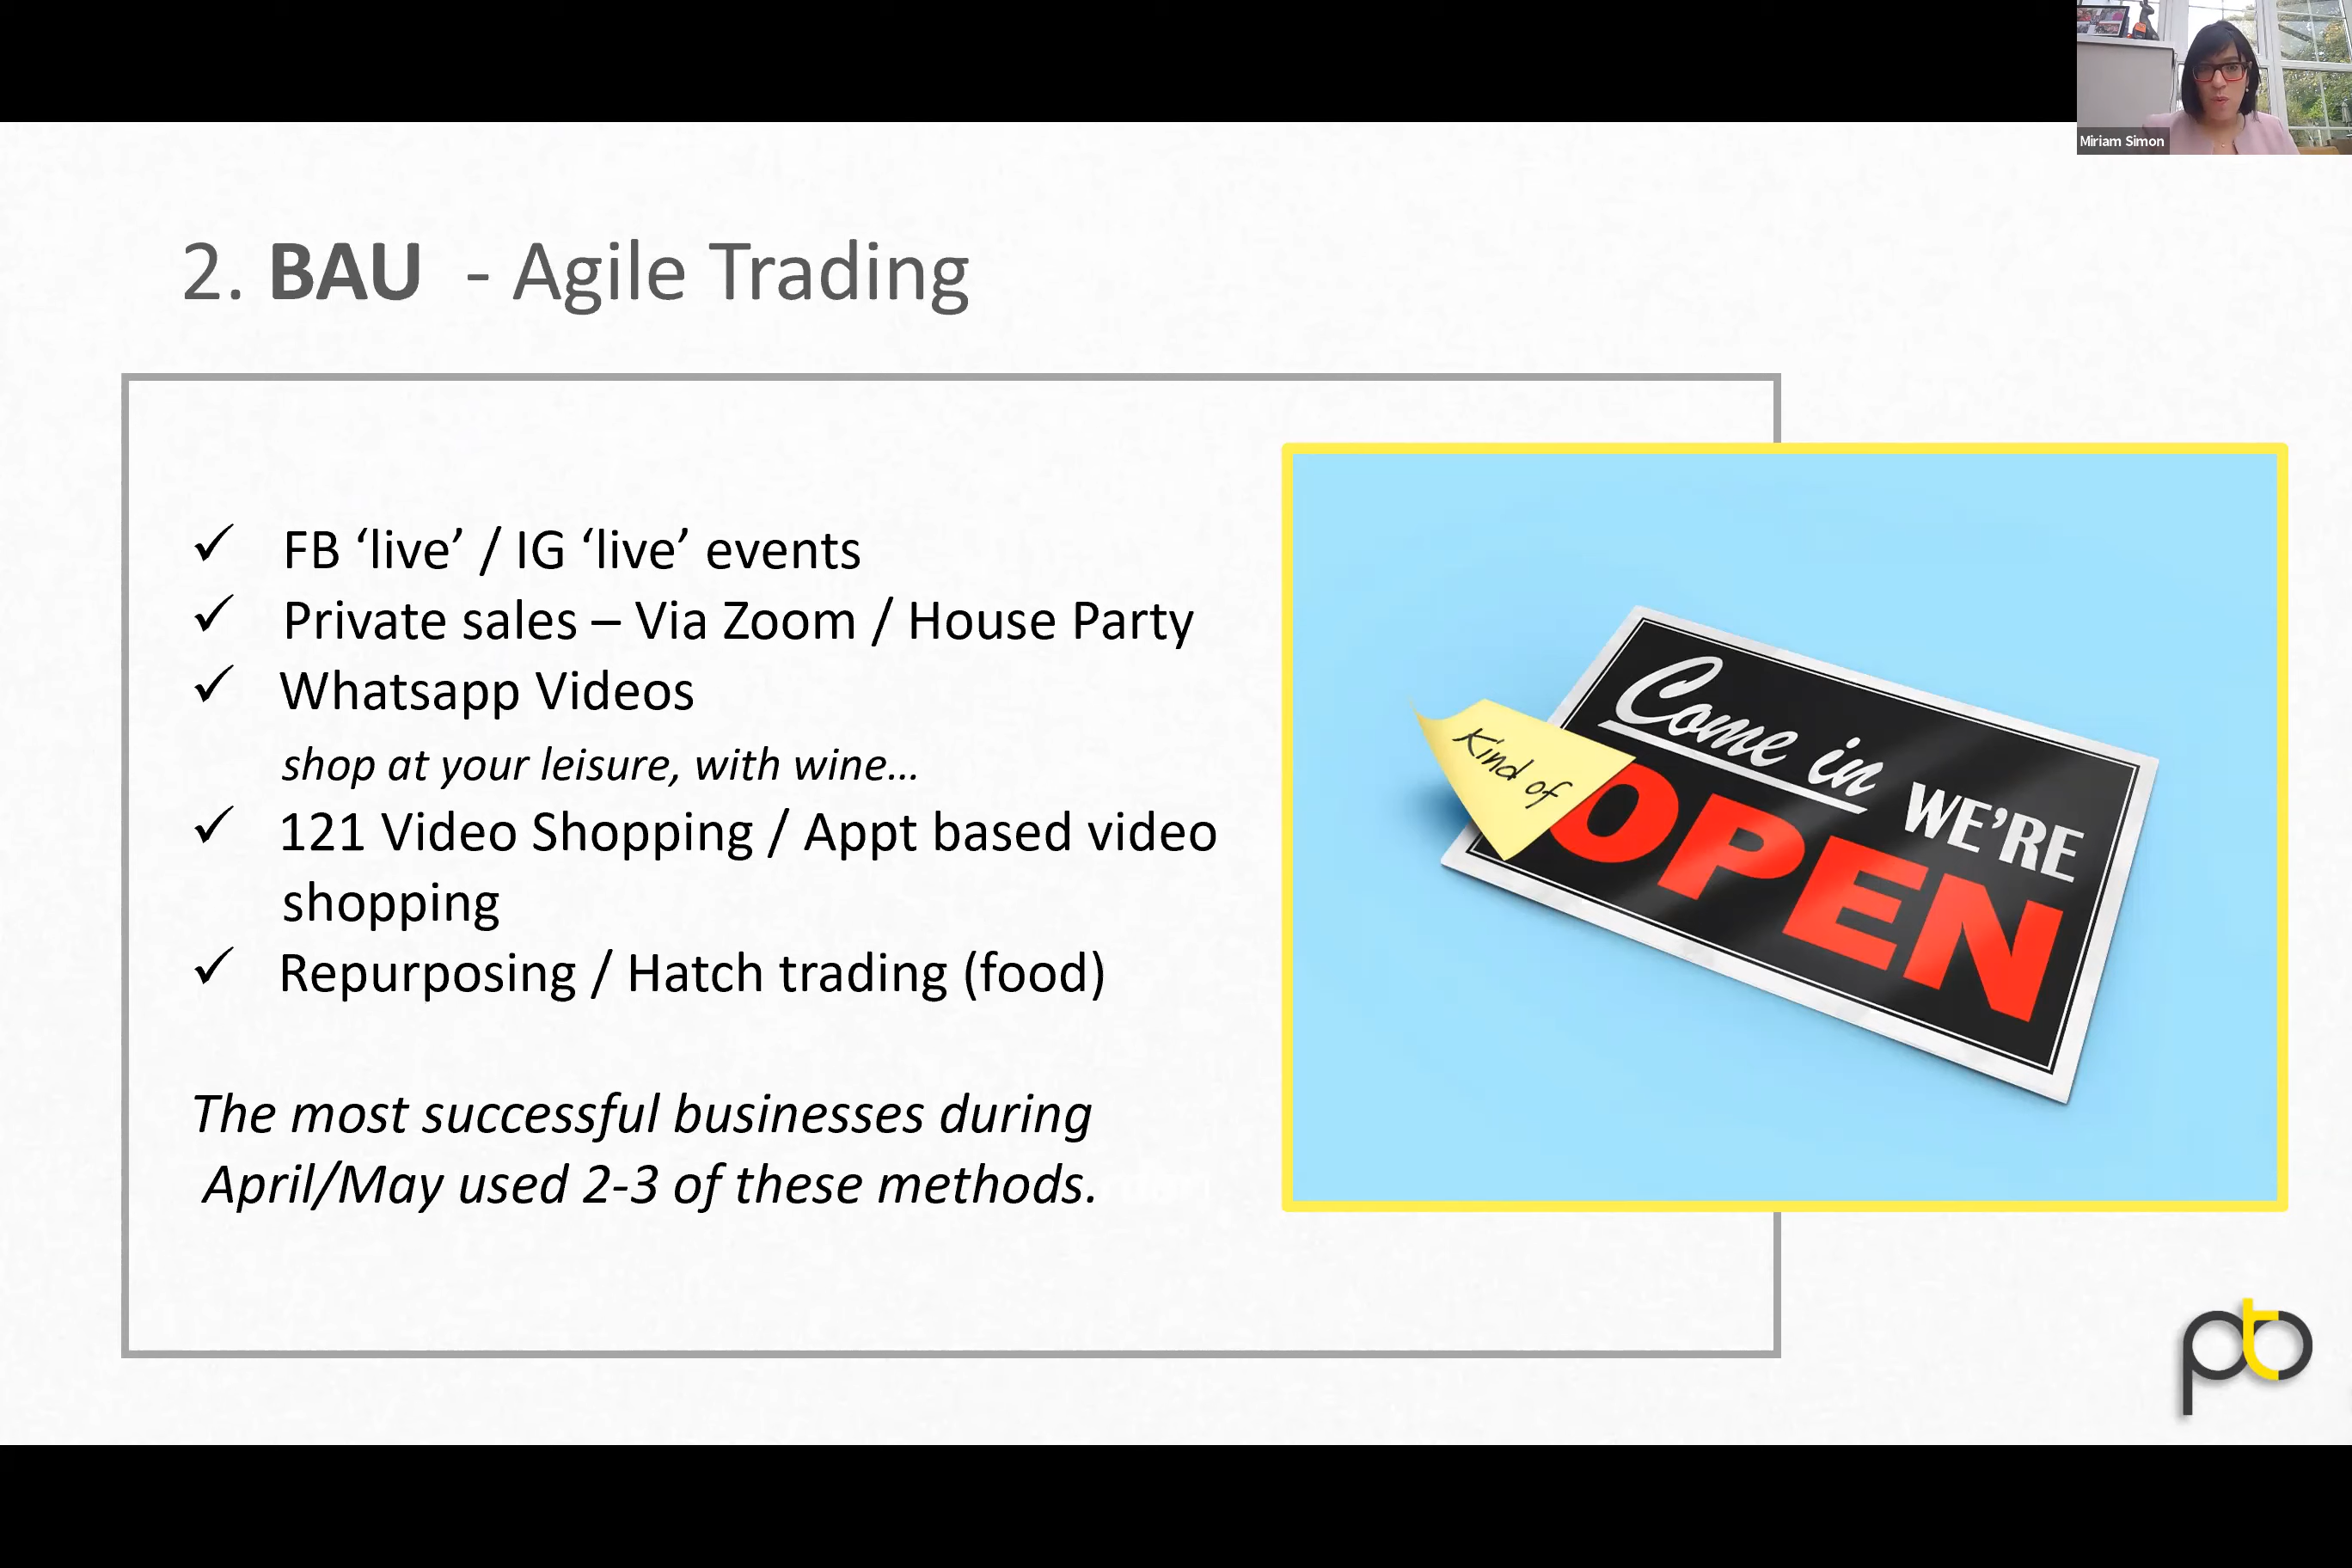 Miriam Simon
2. BAU - Agile Trading
✓ FB ‘live’ / IG ‘live’ events
✓ Private sales – Via Zoom / House Party
✓ Whatsapp Videos
shop at your leisure, with wine...
✓ 121 Video Shopping / Appt based video
shopping
✓ Repurposing / Hatch trading (food)
The most successful businesses during
April/May used 2-3 of these methods.
Come in WE’RE
Kind of
OPEN
ptb